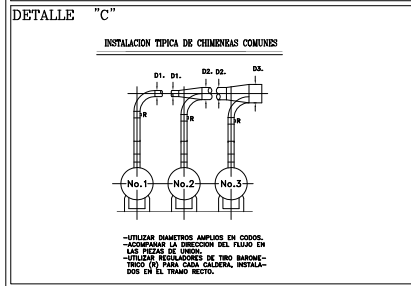 DETALLE "C"
INSTALACION TIPICA DE CHIMENEAS COMUNES
D1. D1. D2. D2. D3.
R R R
No.1 No.2 No.3
-UTILIZAR DIAMETROS AMPLIOS EN CODOS.
-ACOMPANAR LA DIRECCION DEL FLUJO EN
LAS PIEZAS DE UNION.
-UTILIZAR REGULADORES DE TIRO BAROME-
TRICO (R) PARA CADA CALDERA, INSTALA-
DOS EN EL TRAMO RECTO.